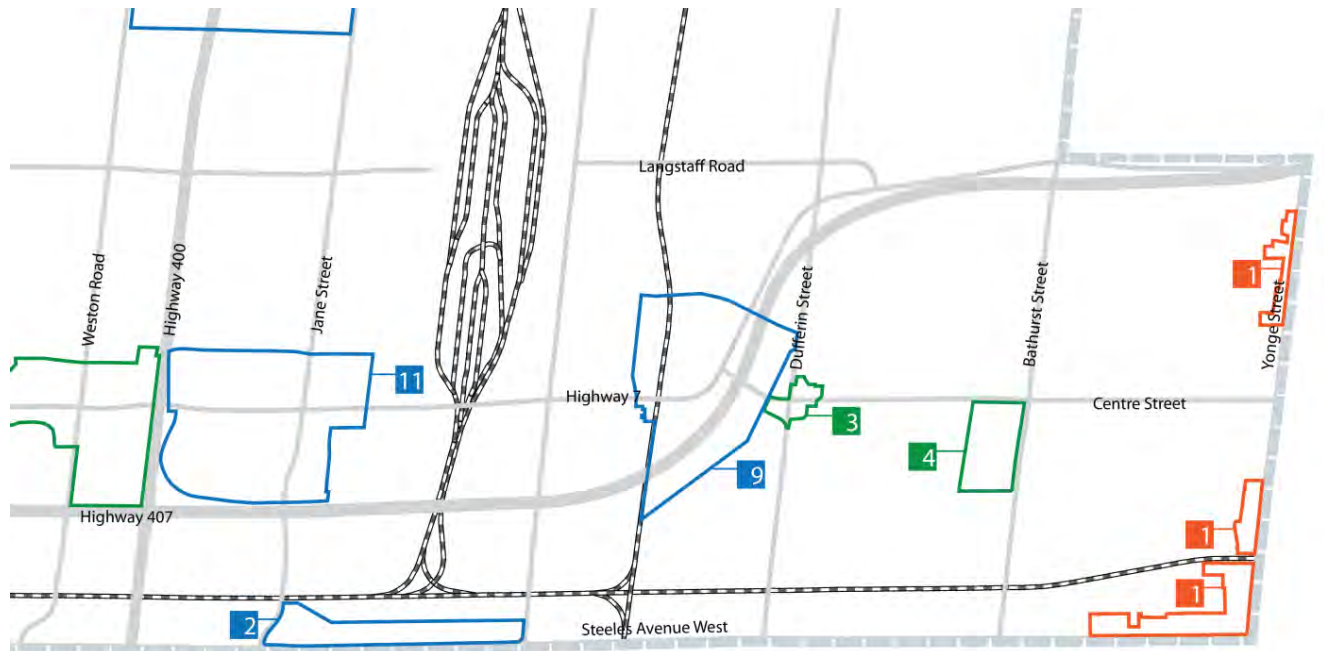 Langstaff Road
Weston Road
Highway 400
Jane Street
Dufferin Street
Bathurst Street
Yonge Street
1
11
Highway 7
Centre Street
3
4
9
Highway 407
1
1
2
Steeles Avenue West